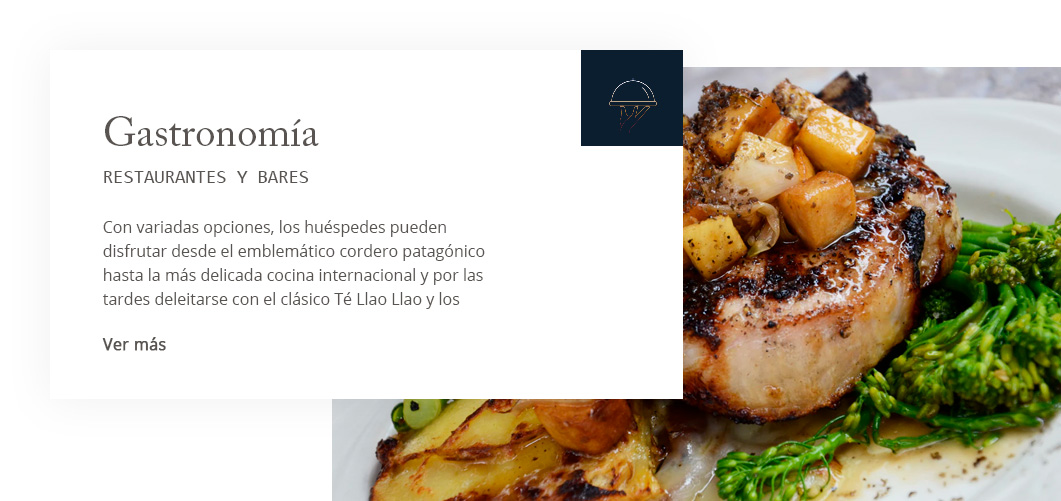 Gastronomía
RESTAURANTES Y BARES
Con variadas opciones, los huéspedes pueden
disfrutar desde el emblemático cordero patagónico
hasta la más delicada cocina internacional y por las
tardes deleitarse con el clásico Té Llao Llao y los
Ver más